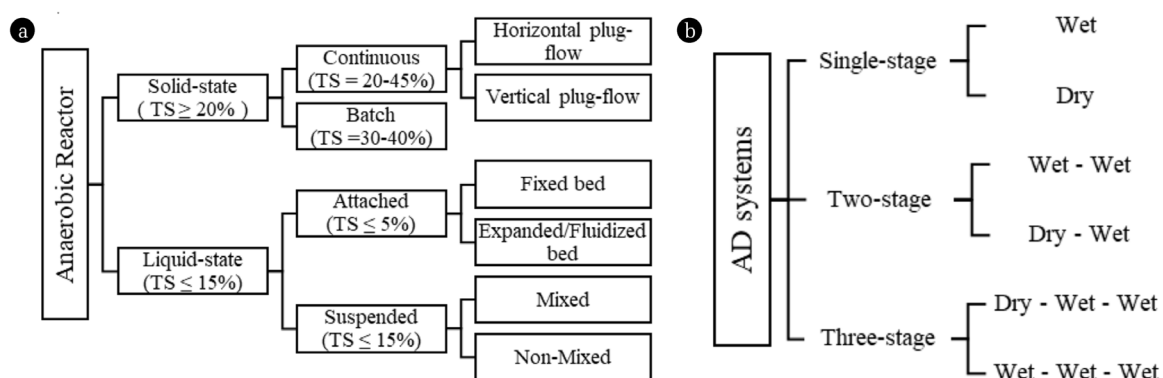 a
Anaerobic Reactor
Solid-state
( TS ≥ 20% )
Continuous
(TS = 20-45%)
Horizontal plug-
flow
Vertical plug-flow
Batch
(TS =30-40%)
Liquid-state
(TS ≤ 15%)
Attached
(TS ≤ 5%)
Fixed bed
Expanded/Fluidized
bed
Suspended
(TS ≤ 15%)
Mixed
Non-Mixed
b
AD systems
Single-stage
Wet
Dry
Two-stage
Wet - Wet
Dry - Wet
Three-stage
Dry - Wet - Wet
Wet - Wet - Wet